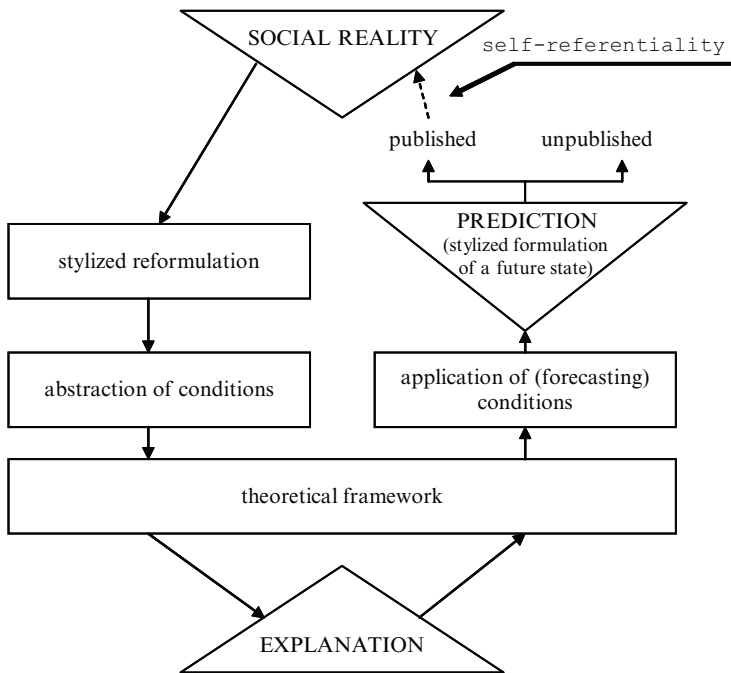 SOCIAL REALITY
self-referentiality
published
unpublished
PREDICTION
(stylized formulation
of a future state)
stylized reformulation
abstraction of conditions
application of (forecasting)
conditions
theoretical framework
EXPLANATION